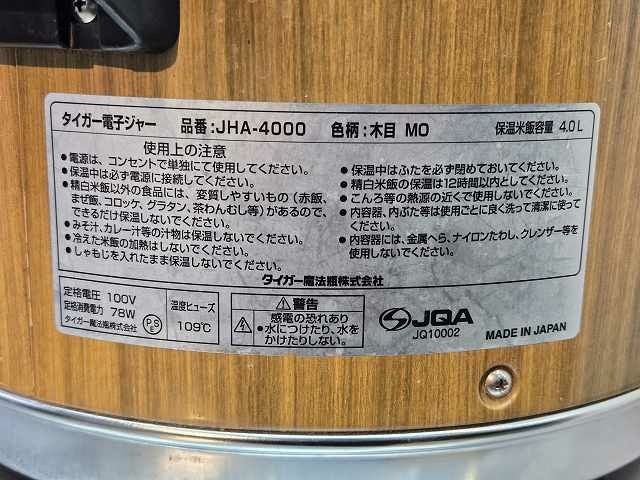 タイガー電子ジャー 品番:JHA-4000 色柄:木目 MO 保温米飯容量 4.0L
使用上の注意
●電源は、コンセントで単独にて使用してください。
●保温中は必ず電源に接続してください。
●精白米飯以外の食品には、変質しやすいもの(赤飯、
まぜ飯、コロッケ、グラタン、茶わんむし等)があるので、
できるだけ保温しないでください。
●みそ汁、カレー汁等の汁物は保温しないでください。
●冷えた米飯の加熱はしないでください。
●しゃもじを入れたまま保温しないでください。
●保温中はふたを必ず閉めておいてください。
●精白米飯の保温は12時間以内としてください。
●こんろ等の熱源の近くで使用しないでください。
●内容器、内ぶた等は使用ごとに良く洗って清潔に使って
ください。
●内容器には、金属へら、ナイロンたわし、クレンザー等を
使用しないでください。
タイガー魔法瓶株式会社
定格電圧 100V
定格消費電力 78W
タイガー魔法瓶株式会社
PSE
温度ヒューズ
109℃
⚠警告
感電の恐れあり
●水につけたり、水を
かけたりしない。
JQA
JQ10002
MADE IN JAPAN